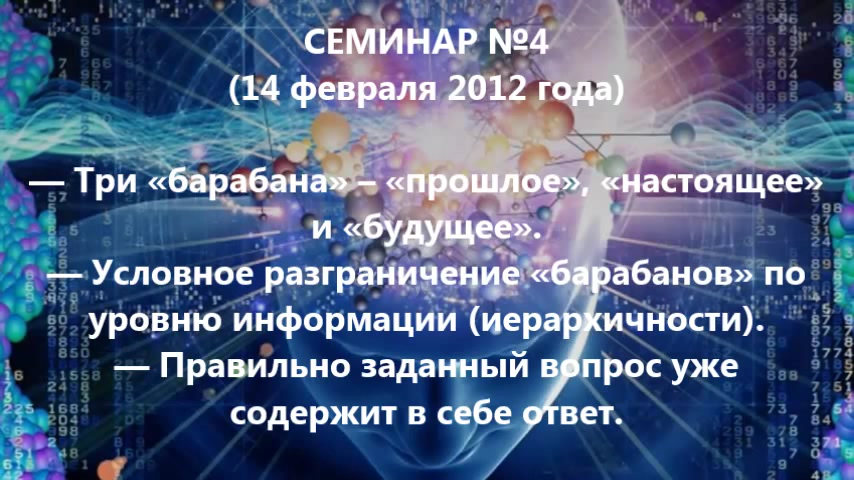 СЕМИНАР №4
(14 февраля 2012 года)
— Три «барабана» – «прошлое», «настоящее»
и «будущее».
— Условное разграничение «барабанов» по
уровню информации (иерархичности).
— Правильно заданный вопрос уже
содержит в себе ответ.